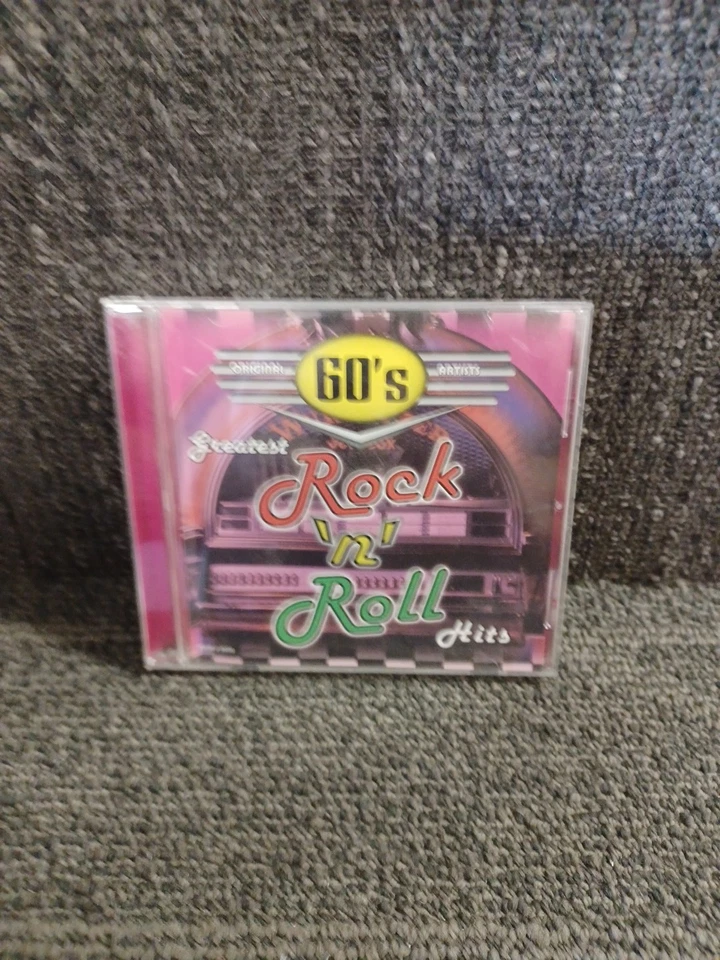 ORIGINAL 60's ARTISTS
Greatest
Rock
'n'
Roll
Hits